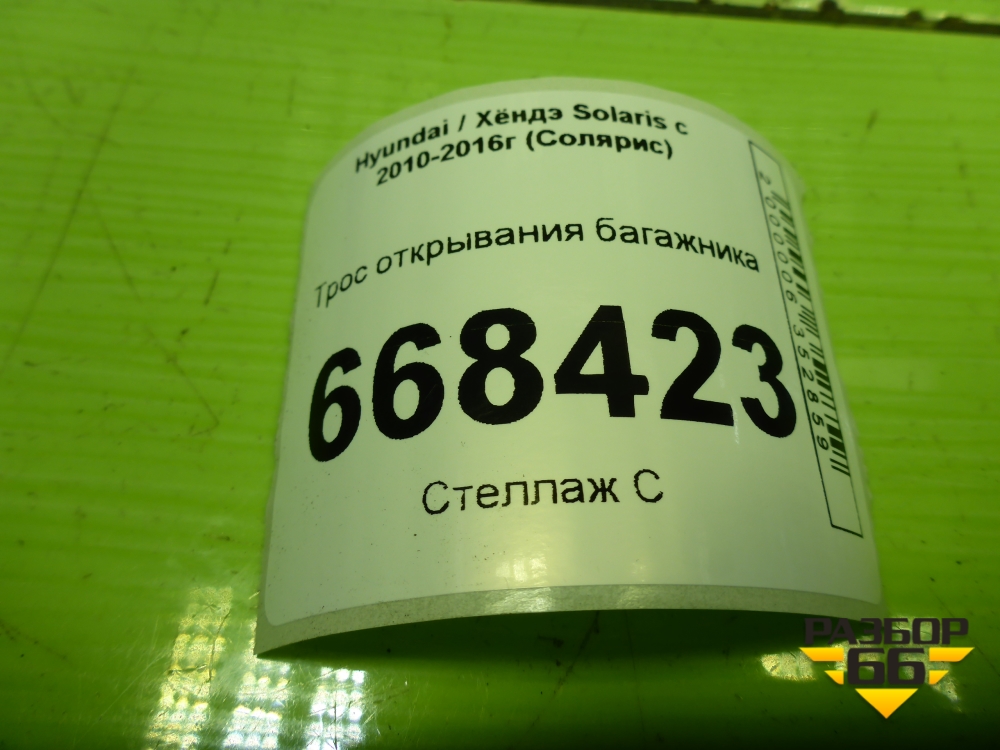 Hyundai / Хёндэ Solaris с
2010-2016г (Солярис)
Трос открывания багажника
668423
Стеллаж С
2000006352859
РАЗБОР
66